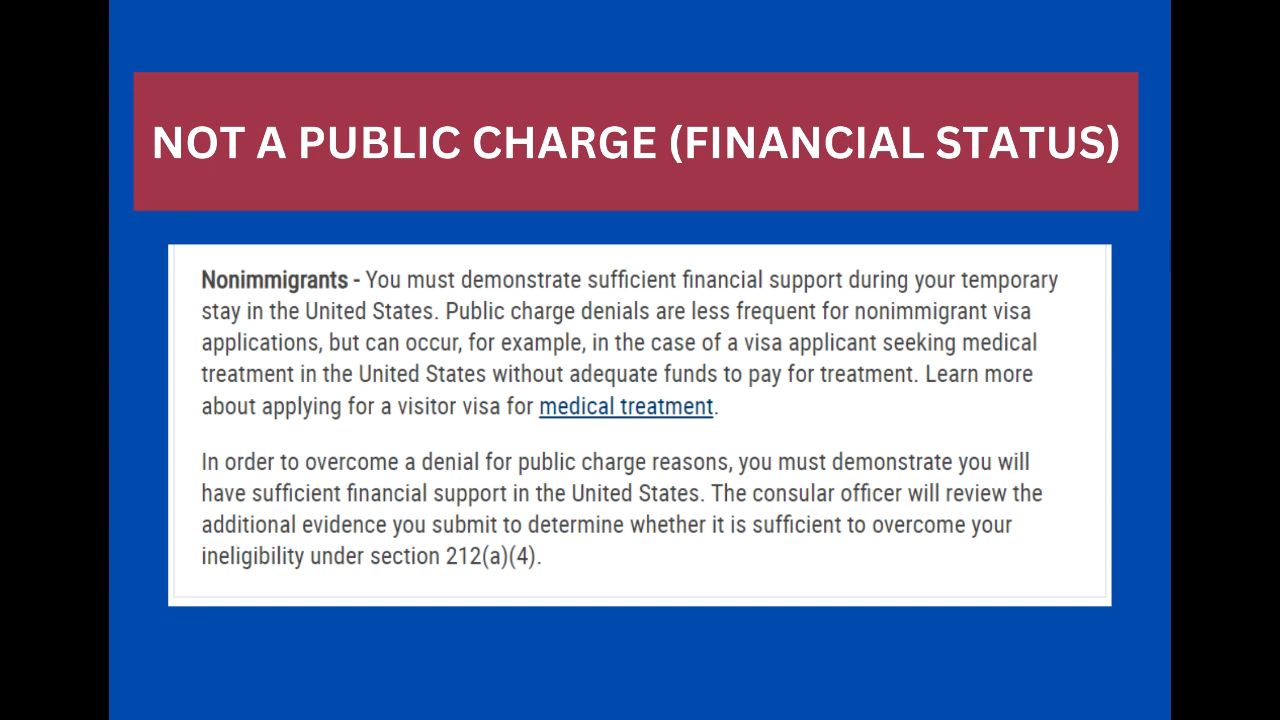 NOT A PUBLIC CHARGE (FINANCIAL STATUS)
Nonimmigrants - You must demonstrate sufficient financial support during your temporary
stay in the United States. Public charge denials are less frequent for nonimmigrant visa
applications, but can occur, for example, in the case of a visa applicant seeking medical
treatment in the United States without adequate funds to pay for treatment. Learn more
about applying for a visitor visa for medical treatment.
In order to overcome a denial for public charge reasons, you must demonstrate you will
have sufficient financial support in the United States. The consular officer will review the
additional evidence you submit to determine whether it is sufficient to overcome your
ineligibility under section 212(a)(4).